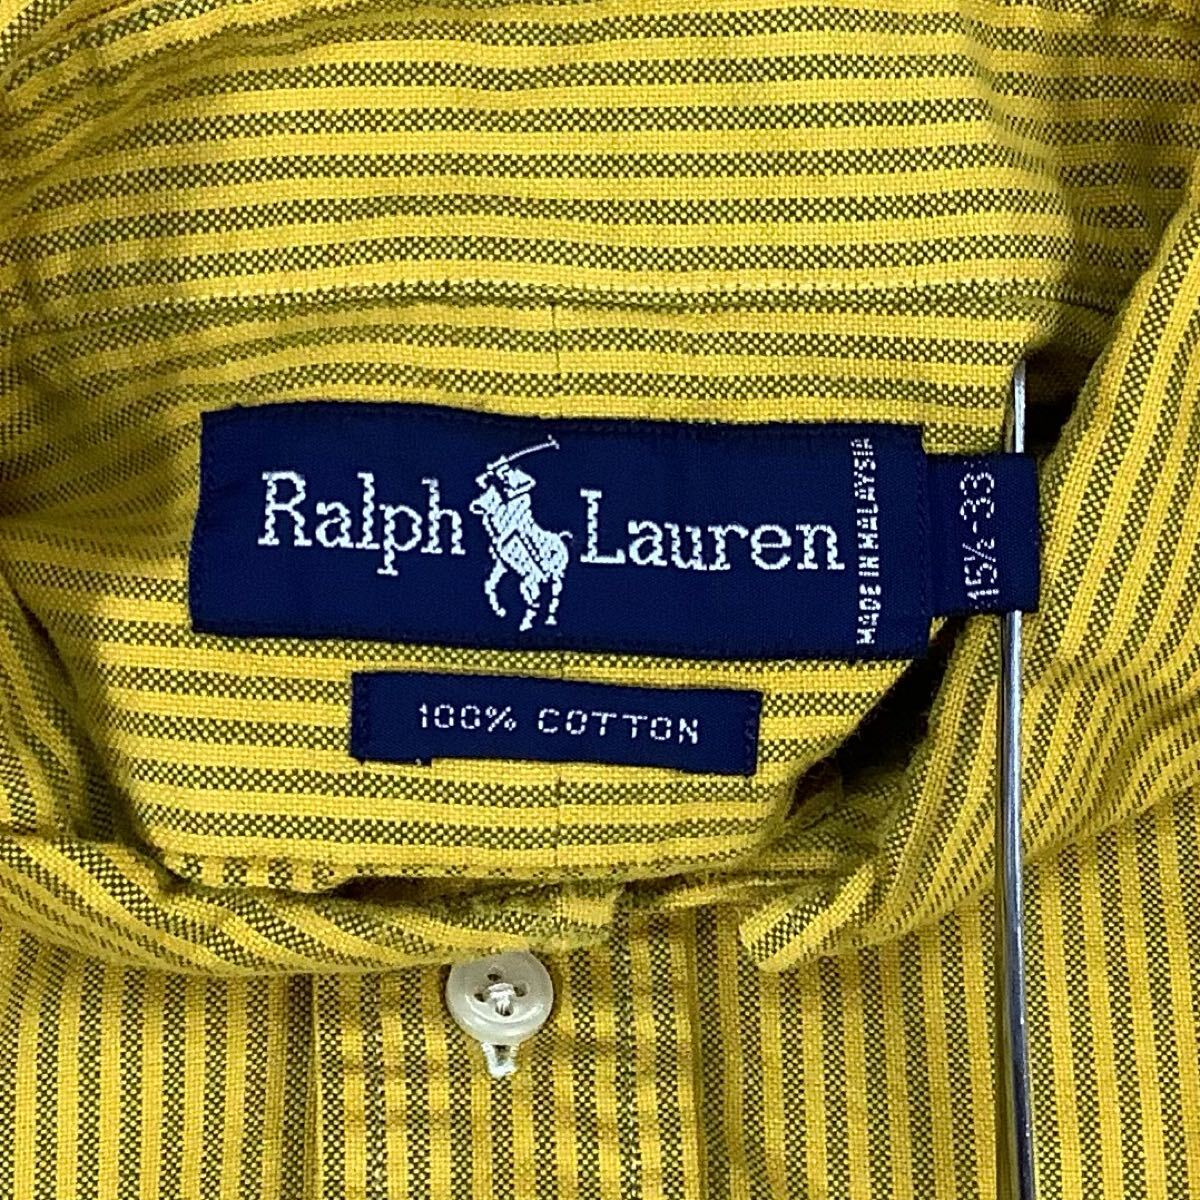 Ralph Lauren
MADE IN MALAYSIA
15½-33
100% COTTON